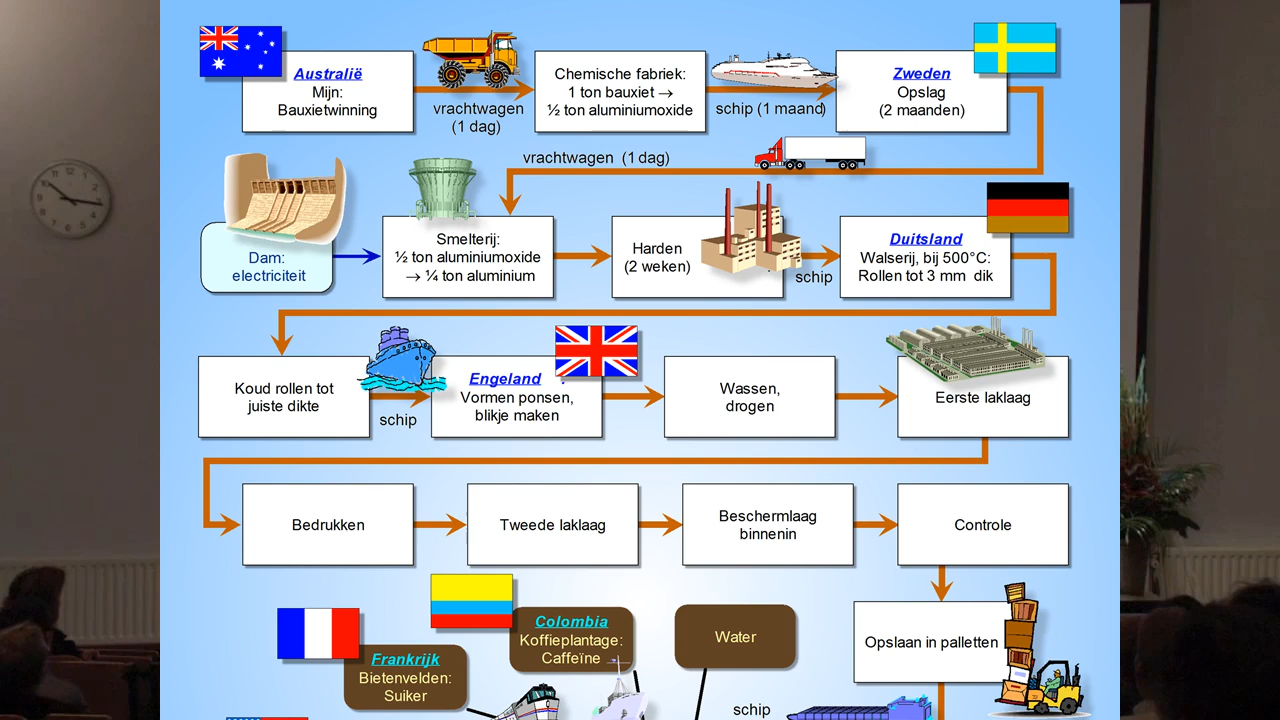 Australië
Mijn:
Bauxietwinning
vrachtwagen
(1 dag)
Chemische fabriek:
1 ton bauxiet →
½ ton aluminiumoxide
schip (1 maand)
Zweden
Opslag
(2 maanden)
vrachtwagen (1 dag)
Dam:
electriciteit
Smelterij:
½ ton aluminiumoxide
→ ¼ ton aluminium
Harden
(2 weken)
schip
Duitsland
Walserij, bij 500°C:
Rollen tot 3 mm dik
Koud rollen tot
juiste dikte
schip
Engeland
Vormen ponsen,
blikje maken
Wassen,
drogen
Eerste laklaag
Bedrukken
Tweede laklaag
Beschermlaag
binnenin
Controle
Frankrijk
Bietenvelden:
Suiker
Colombia
Koffieplantage:
Caffeïne
Water
Opslaan in palletten
schip